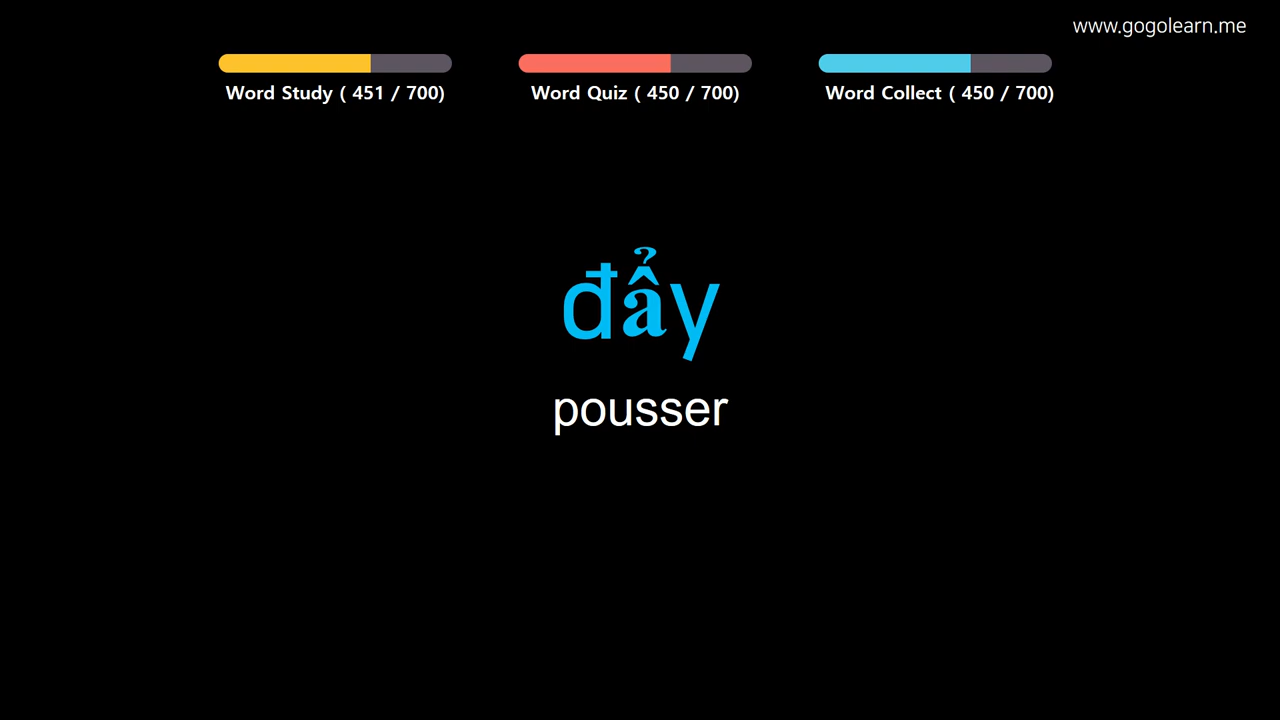 www.gogolearn.me
Word Study ( 451 / 700)
Word Quiz ( 450 / 700)
Word Collect ( 450 / 700)
đẩy
pousser